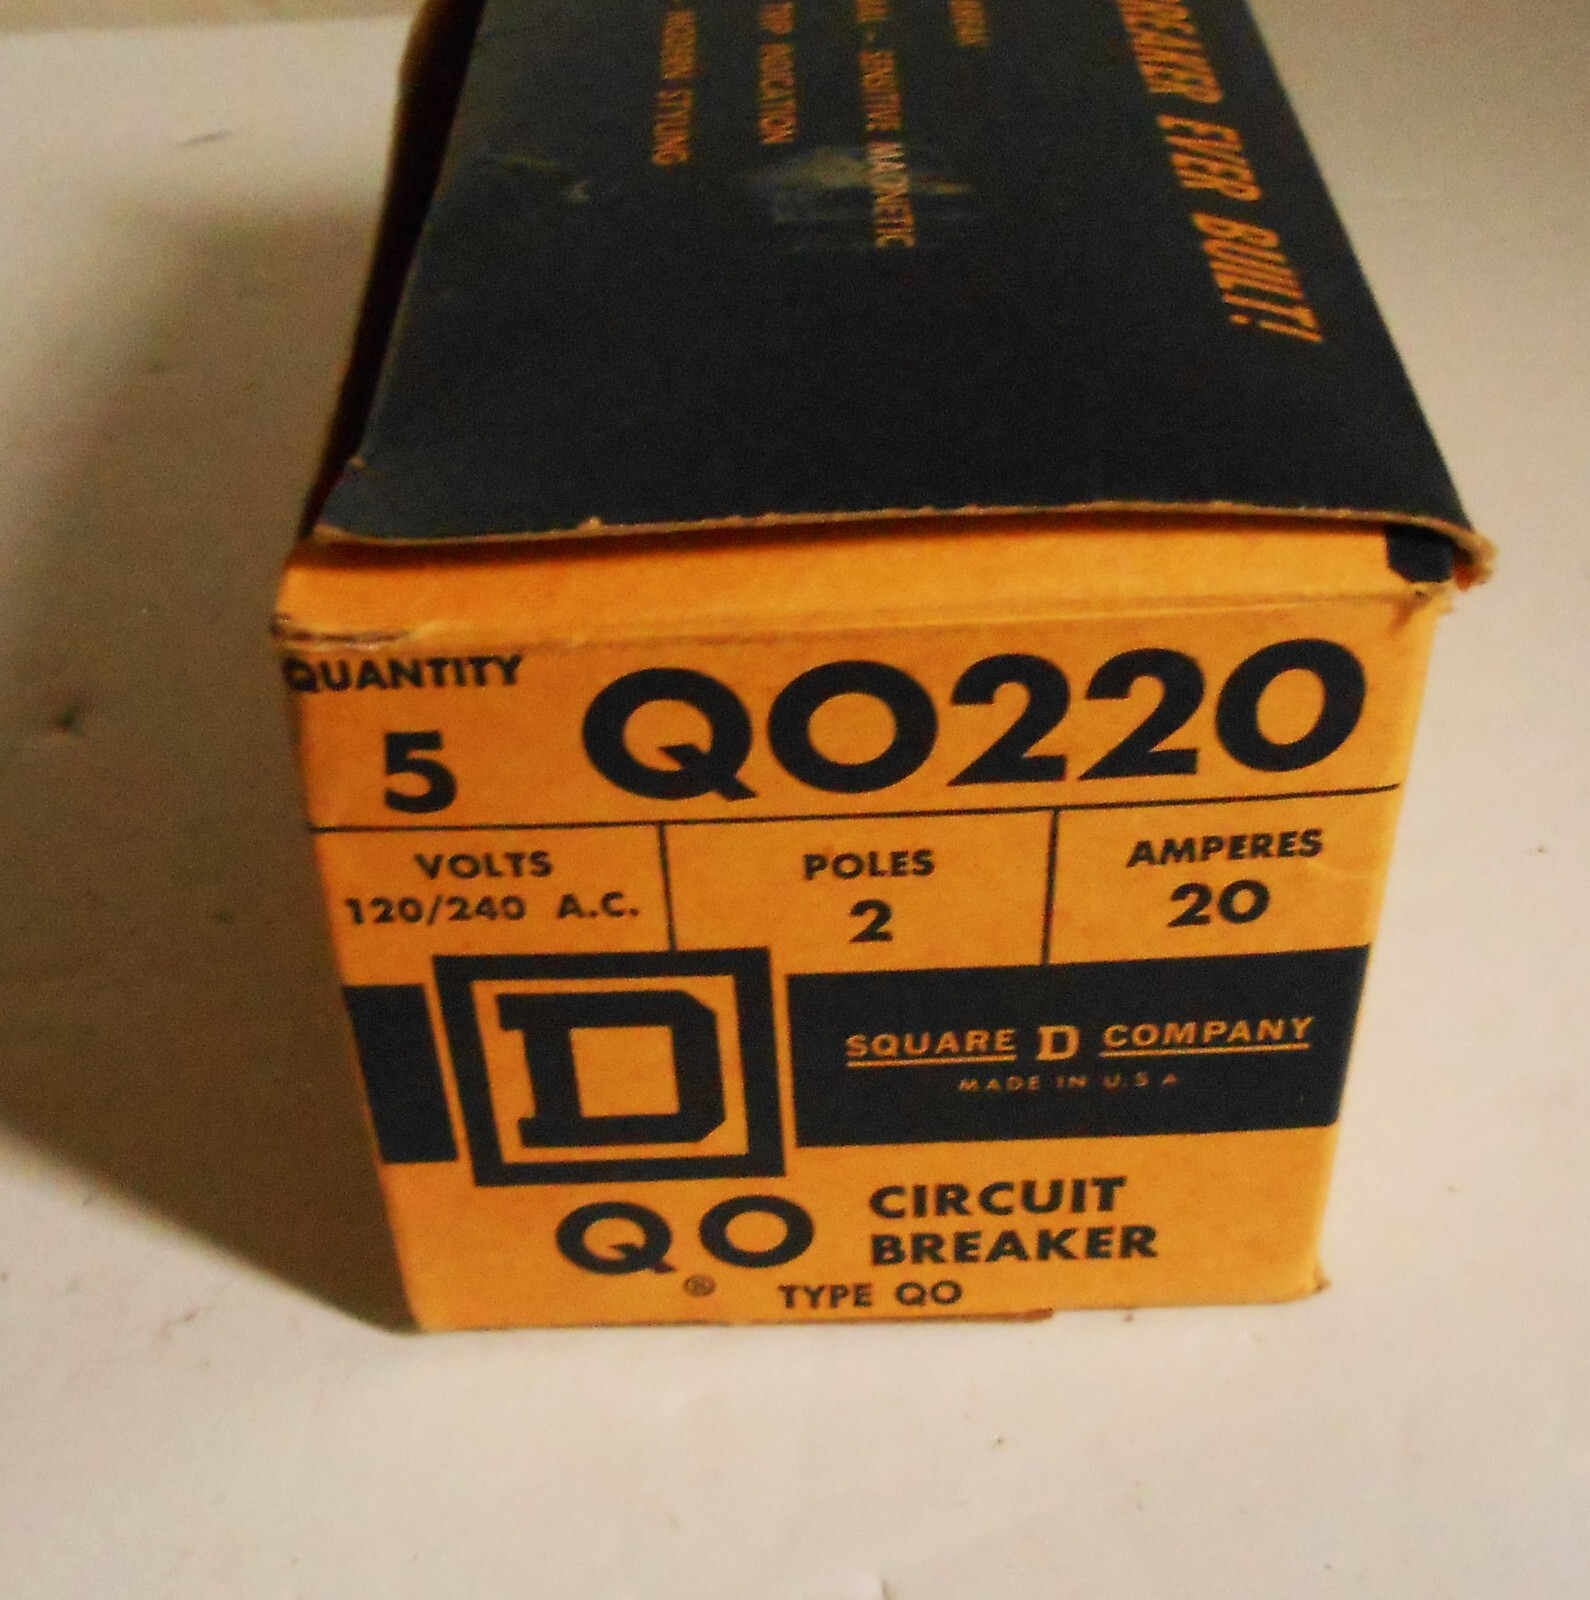 EVER BUILT!
SENSITIVE MAGNETIC
TRIP INDICATION
MODERN STYLING
QUANTITY
5
QO220
VOLTS
120/240 A.C.
POLES
2
AMPERES
20
D
SQUARE D COMPANY
MADE IN U.S A
QO
®
CIRCUIT
BREAKER
TYPE QO